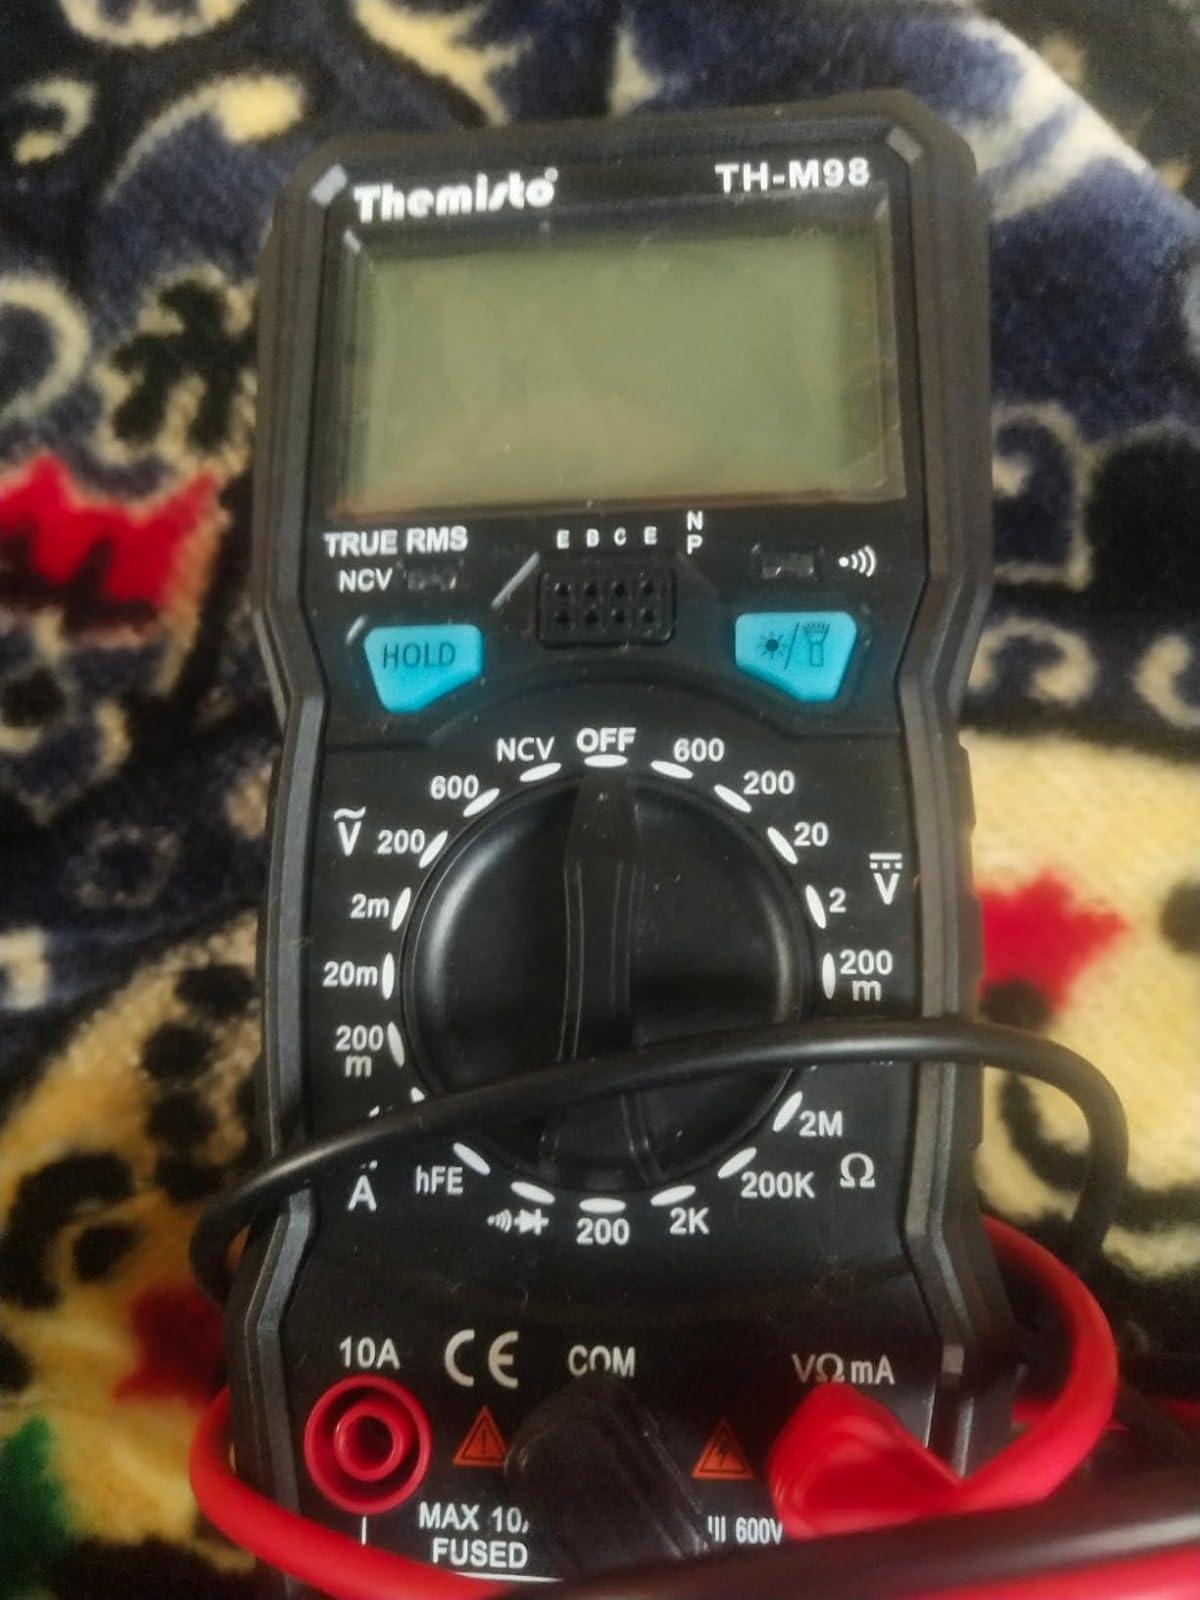 Themisto TH-M98
TRUE RMS
E B C E
N
P
NCV
HOLD
NCV OFF 600
600 200
Ṽ 200 20
V
2m 2
20m 200
m
200
m
2M
A hFE 200K Ω
200 2K
10A CE COM VΩmA
MAX 10
FUSED
III 600V